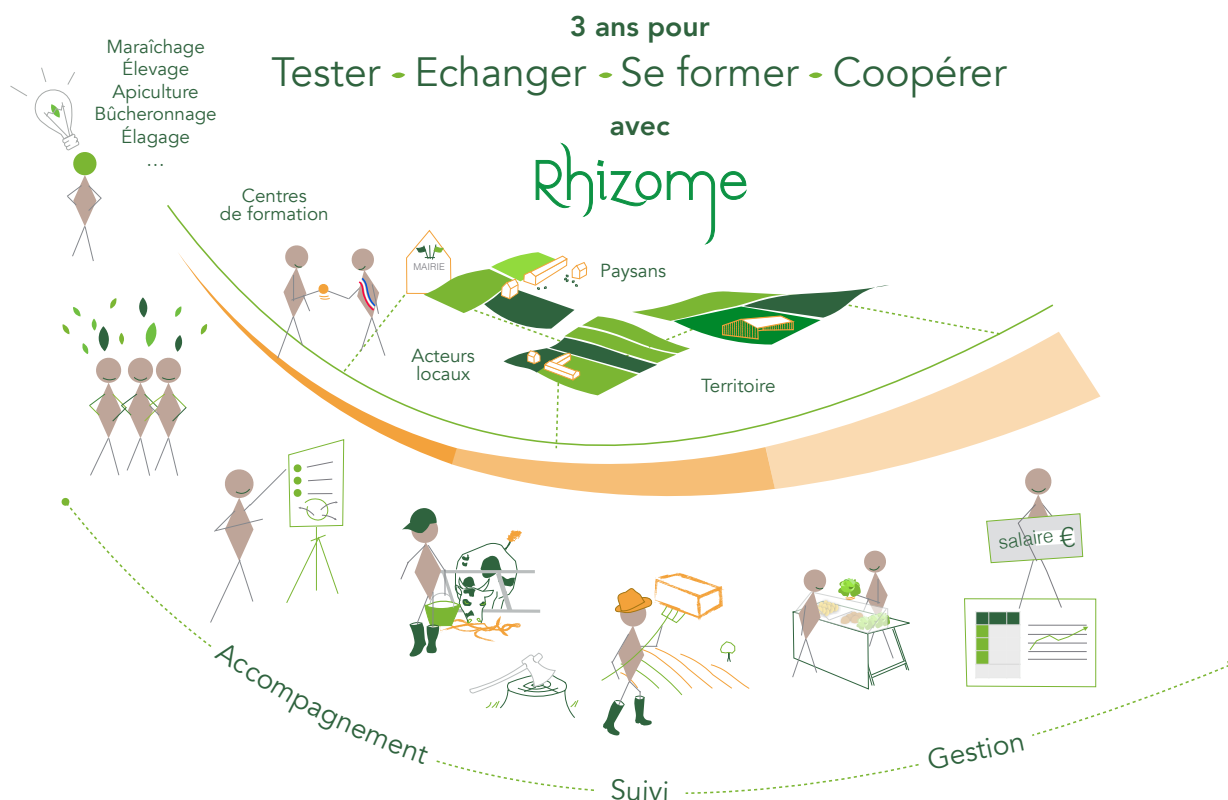 3 ans pour
Tester - Echanger - Se former - Coopérer
avec
Rhizome
Maraîchage
Élevage
Apiculture
Bûcheronnage
Élagage
...
Centres
de formation
MAIRIE
Paysans
Acteurs
locaux
Territoire
salaire €
Accompagnement
Suivi
Gestion